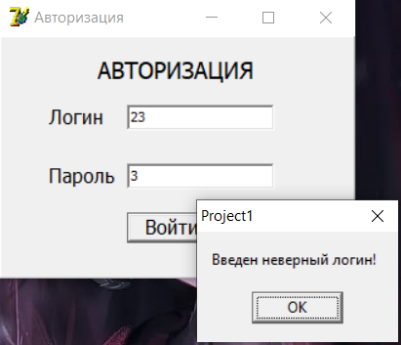 Авторизация
АВТОРИЗАЦИЯ
Логин 23
Пароль 3
Войти
Project1
Введен неверный логин!
OK